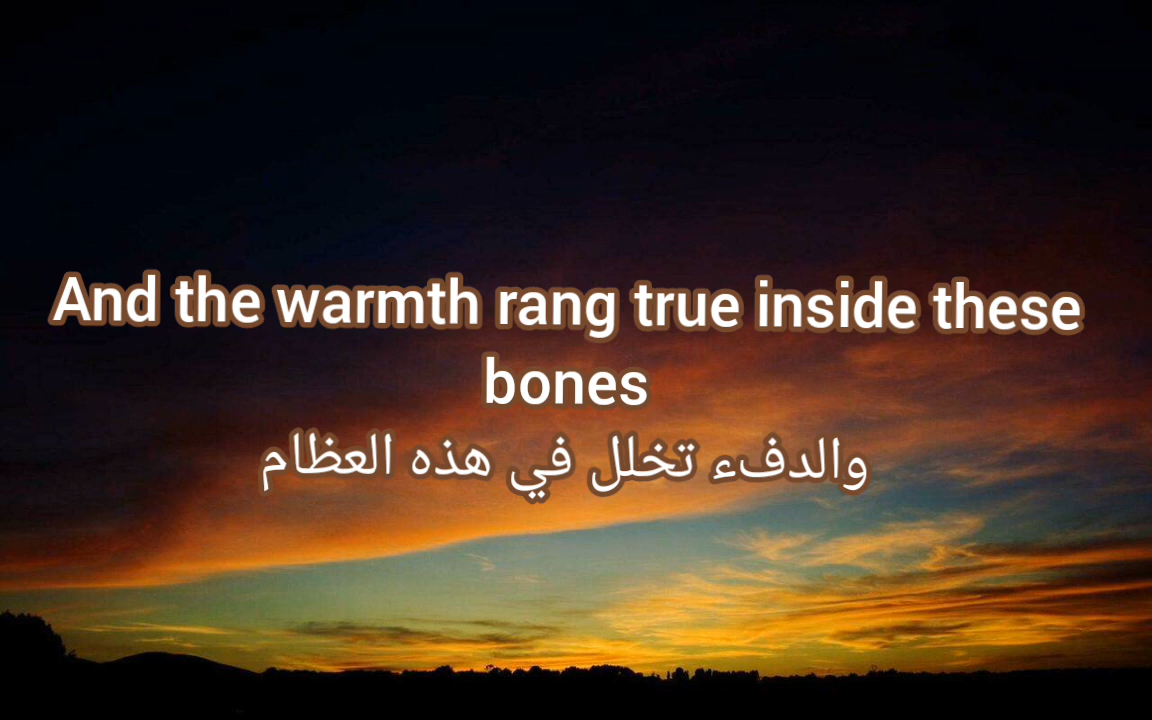 And the warmth rang true inside these
bones
والدفء تخلل في هذه العظام